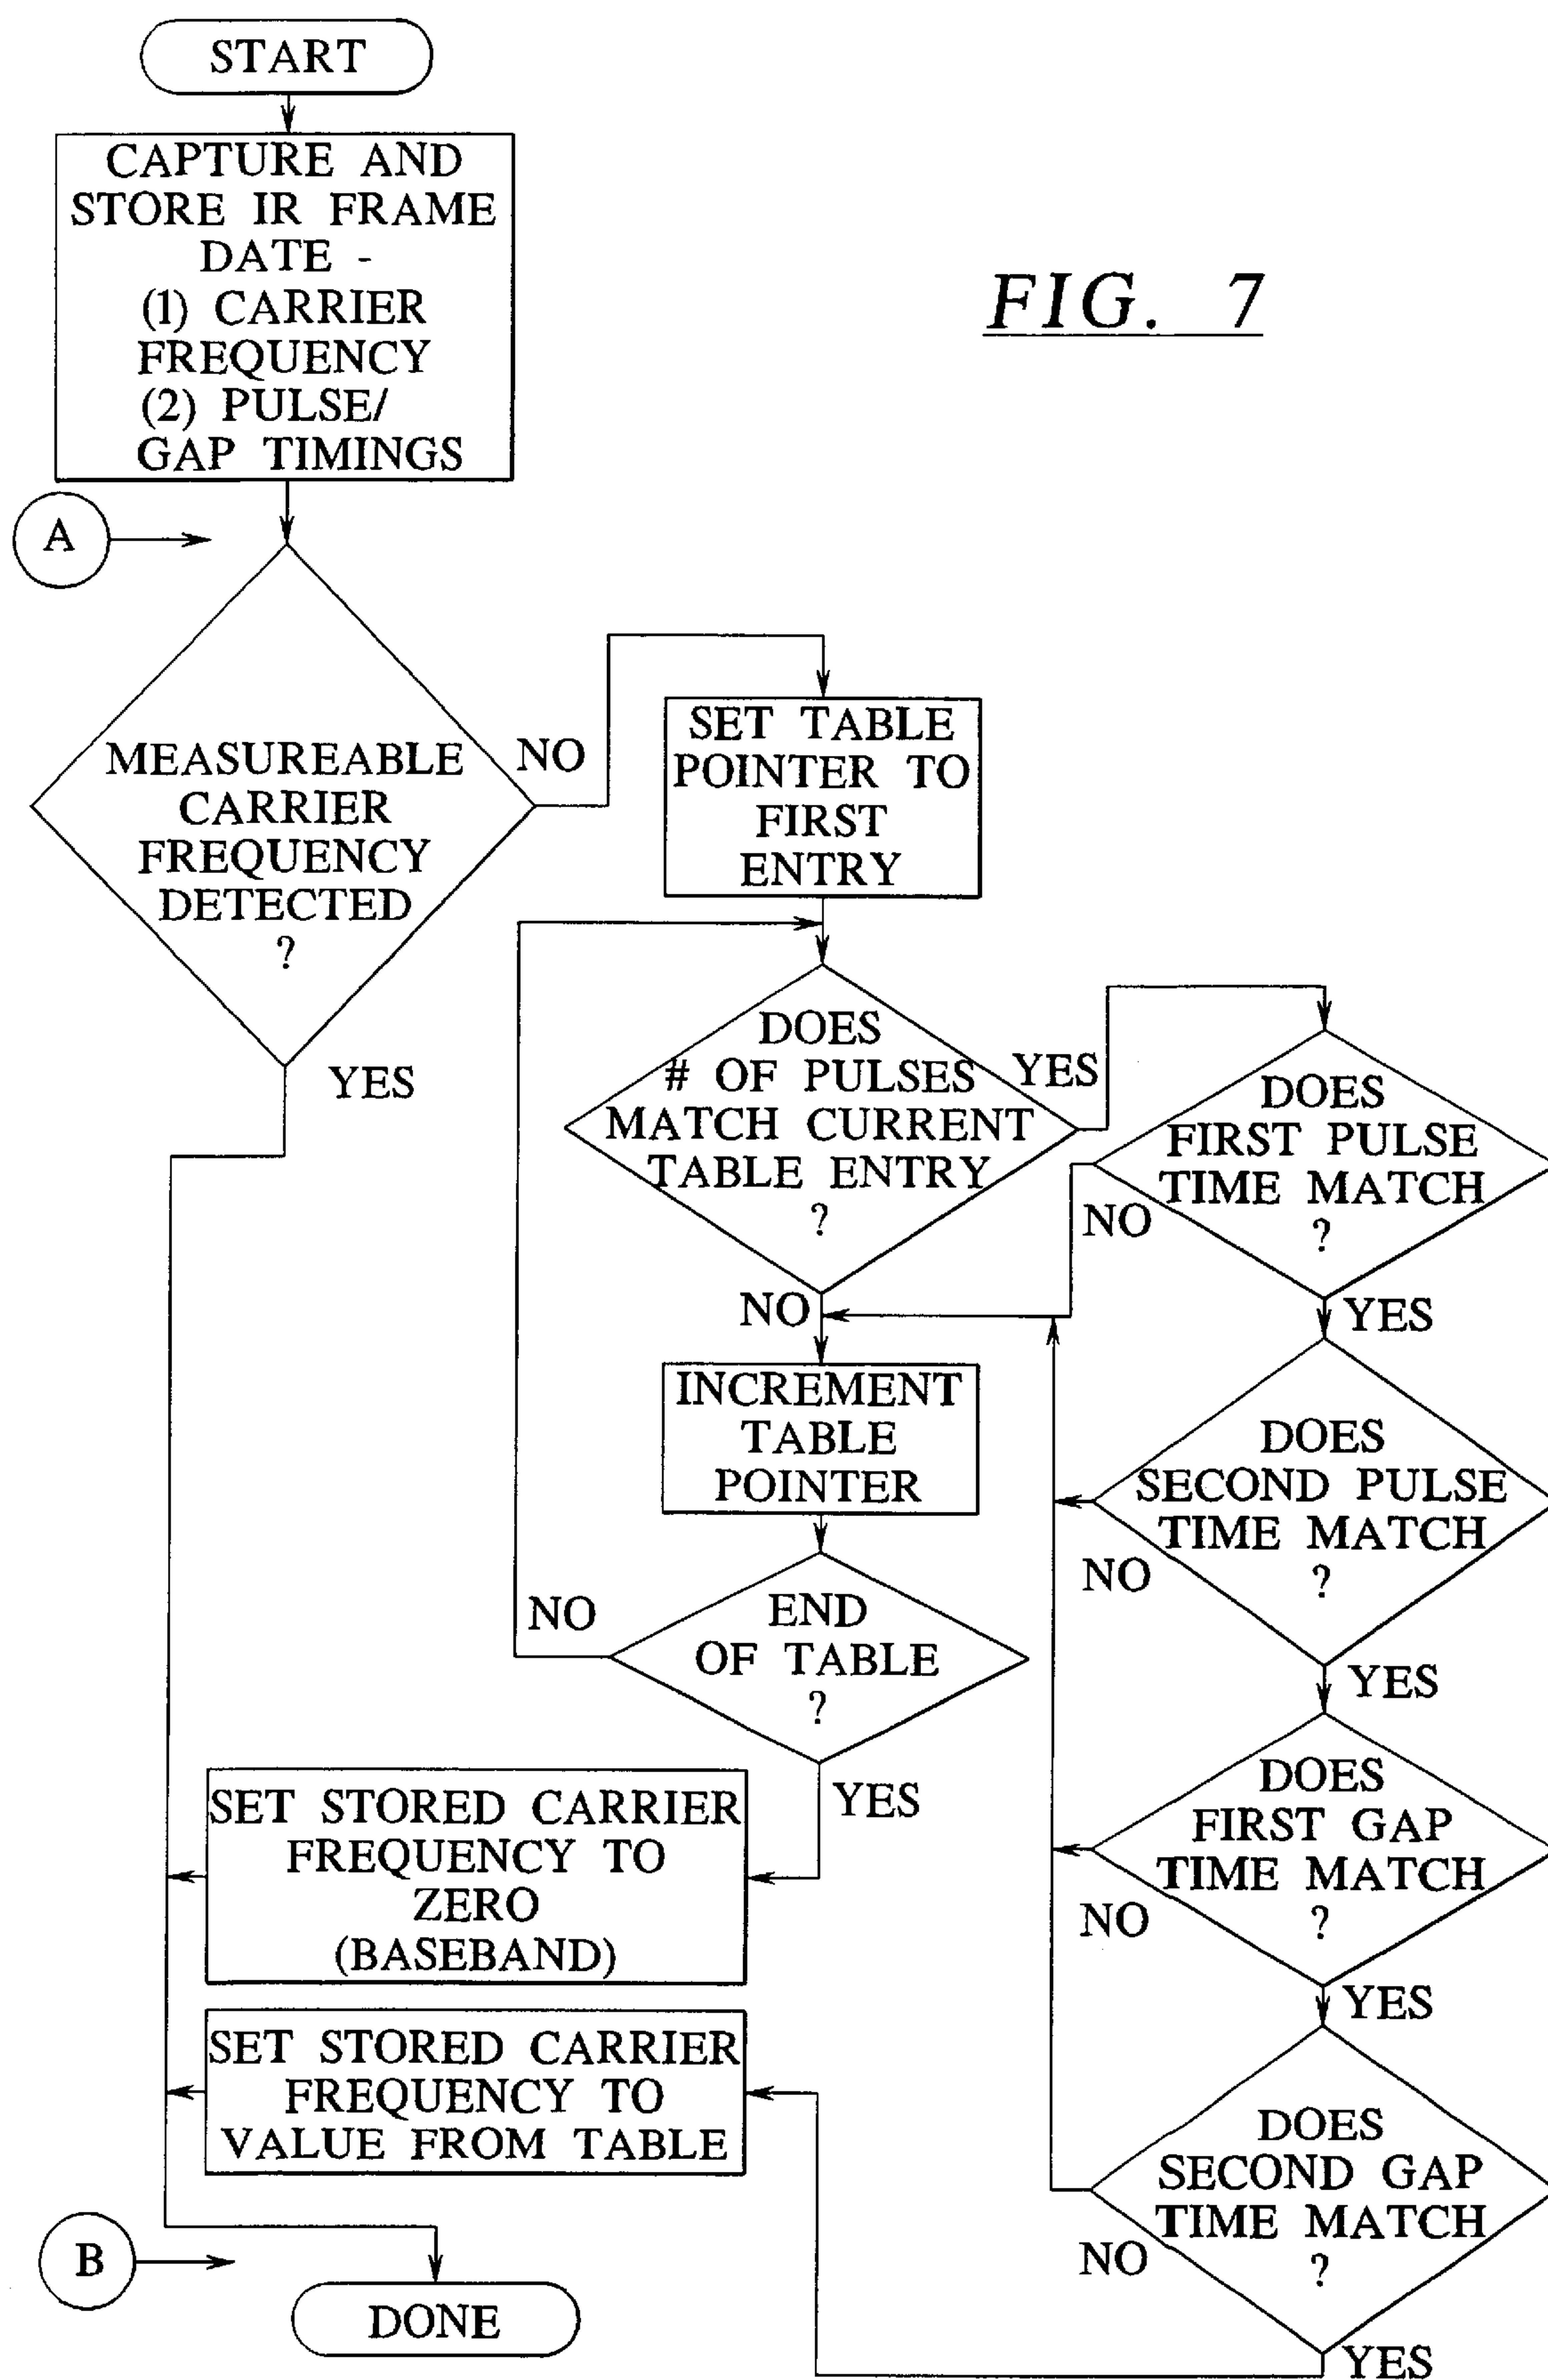 START
CAPTURE AND
STORE IR FRAME
DATE -
(1) CARRIER
FREQUENCY
(2) PULSE/
GAP TIMINGS
FIG. 7
A
MEASUREABLE
CARRIER
FREQUENCY
DETECTED
?
NO
YES
SET TABLE
POINTER TO
FIRST
ENTRY
DOES
# OF PULSES
MATCH CURRENT
TABLE ENTRY
?
YES
NO
DOES
FIRST PULSE
TIME MATCH
?
NO
YES
INCREMENT
TABLE
POINTER
DOES
SECOND PULSE
TIME MATCH
?
NO
YES
END
OF TABLE
?
NO
YES
DOES
FIRST GAP
TIME MATCH
?
NO
YES
SET STORED CARRIER
FREQUENCY TO
ZERO
(BASEBAND)
SET STORED CARRIER
FREQUENCY TO
VALUE FROM TABLE
DOES
SECOND GAP
TIME MATCH
?
NO
YES
B
DONE